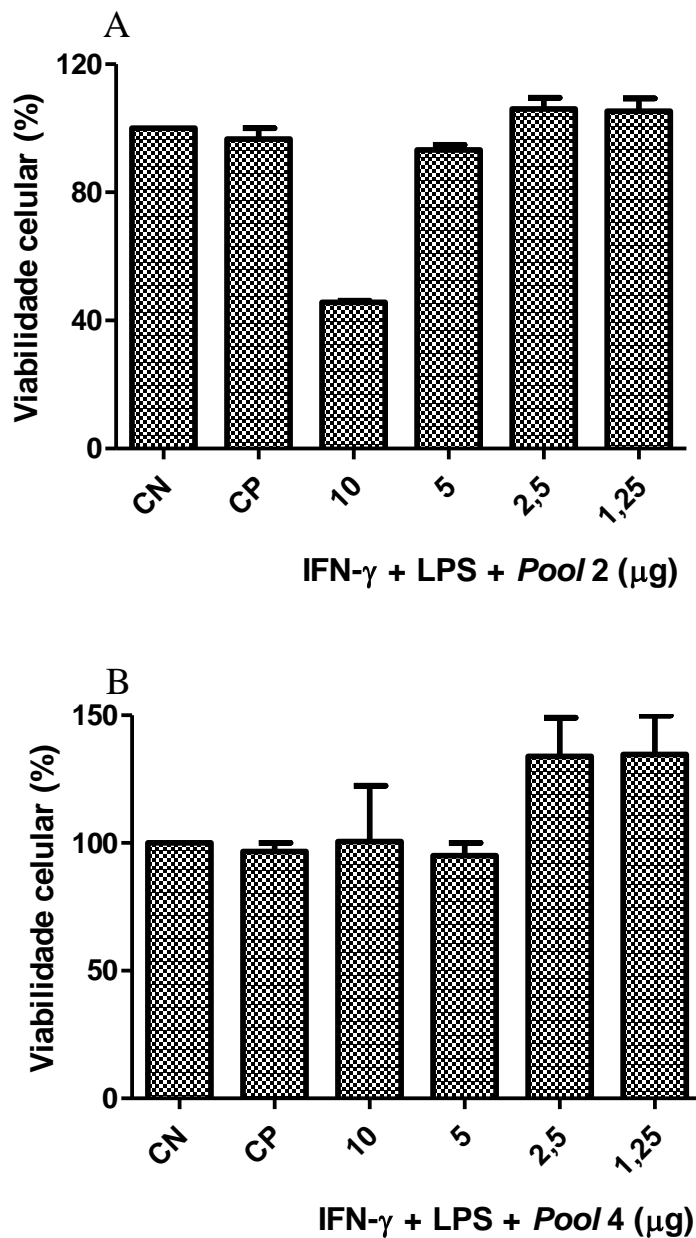 A
Viabilidade celular (%)
120
80
40
0
CN CP 10 5 2,5 1,25
IFN-γ + LPS + Pool 2 (μg)
B
Viabilidade celular (%)
150
100
50
0
CN CP 10 5 2,5 1,25
IFN-γ + LPS + Pool 4 (μg)